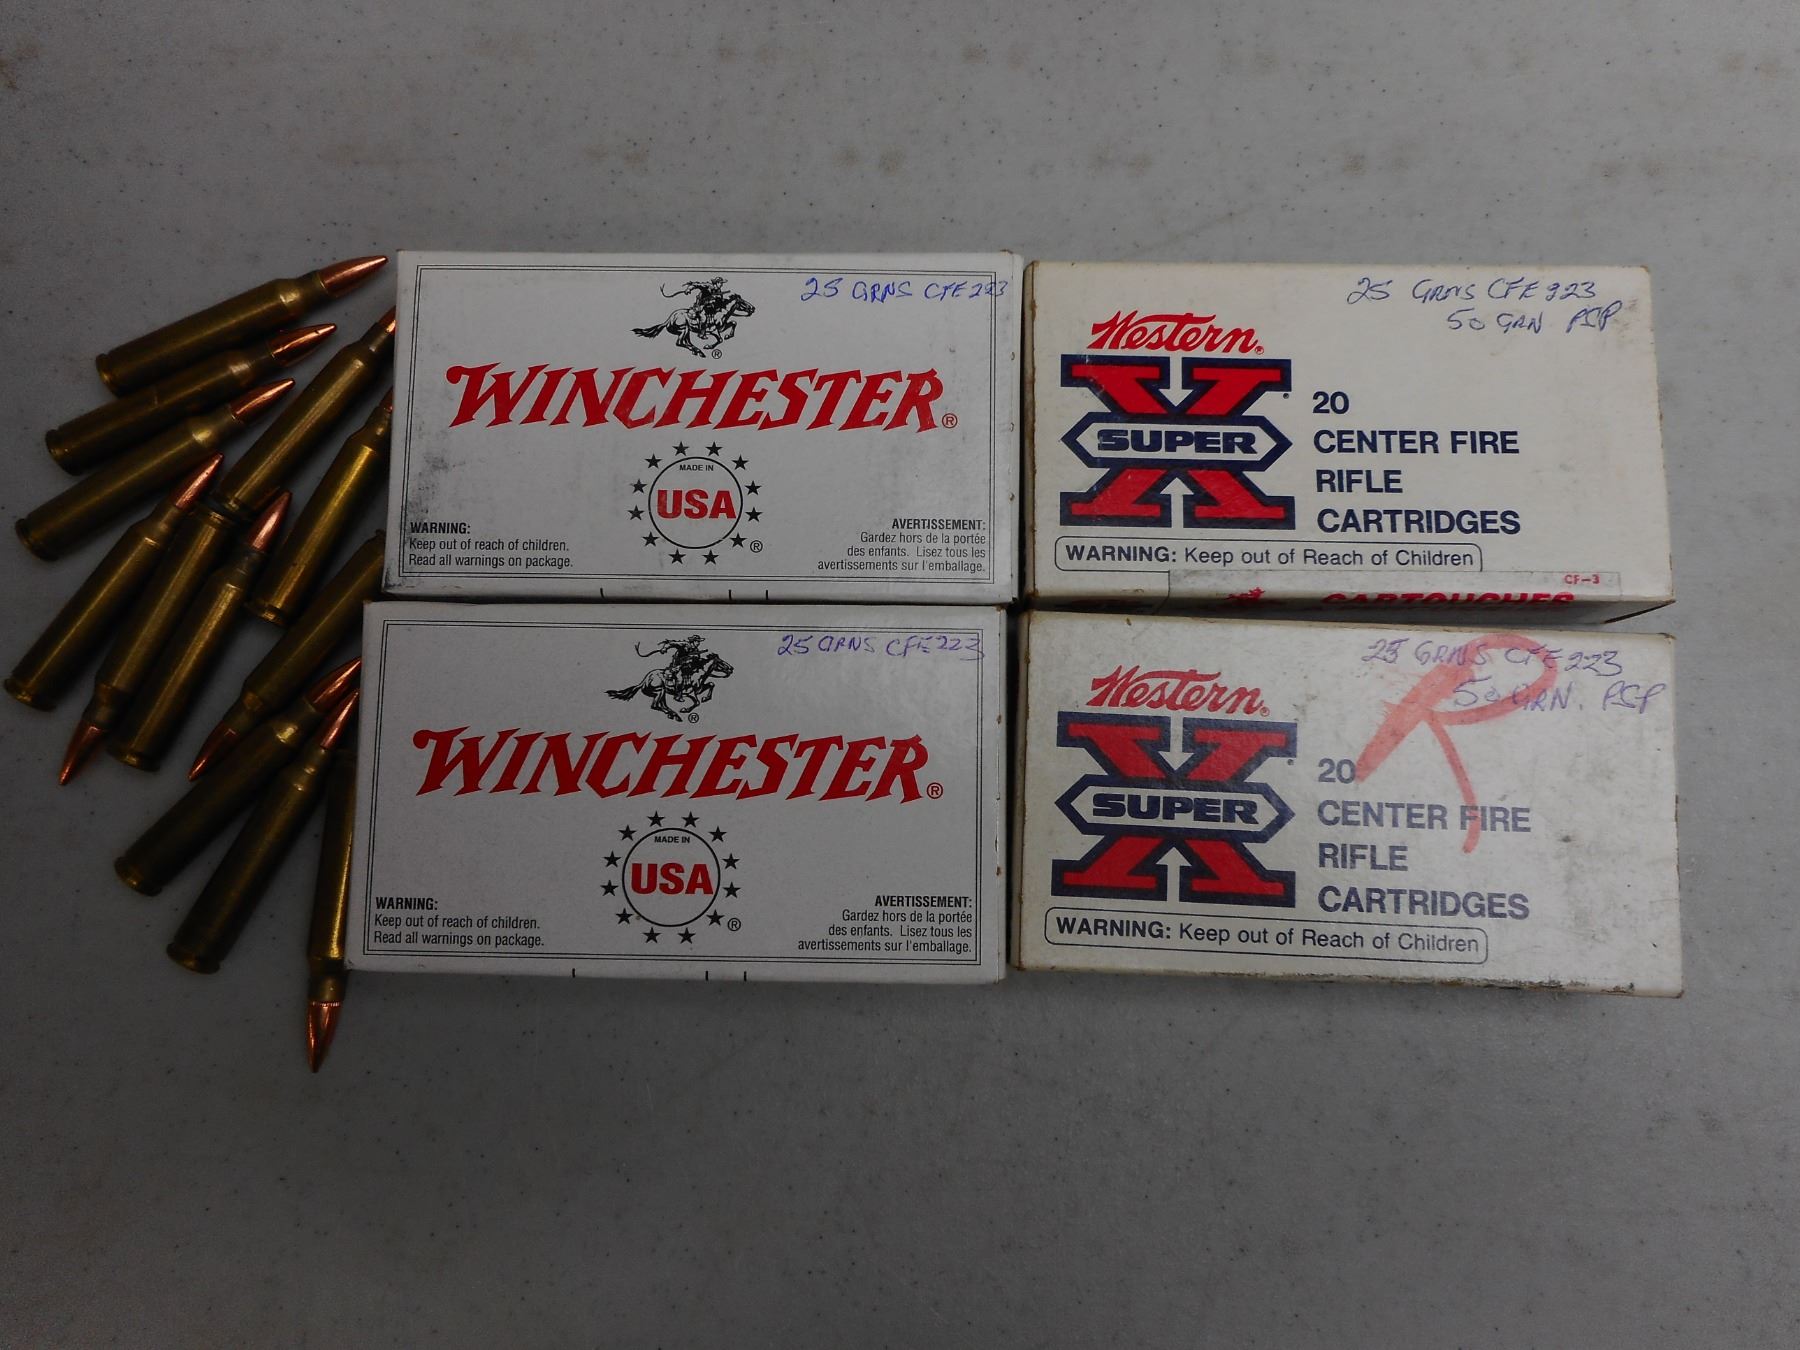 25 GRNS CFE 223
WINCHESTER®
MADE IN
USA
®
WARNING:
Keep out of reach of children.
Read all warnings on package.
AVERTISSEMENT:
Gardez hors de la portée
des enfants. Lisez tous les
avertissements sur l'emballage.
25 GRNS CFE 223
50 GRN PSP
Western®
SUPER X
20
CENTER FIRE
RIFLE
CARTRIDGES
WARNING: Keep out of Reach of Children
CF-3
CARTOUCHES
25 GRNS CFE 223
WINCHESTER®
MADE IN
USA
®
WARNING:
Keep out of reach of children.
Read all warnings on package.
AVERTISSEMENT:
Gardez hors de la portée
des enfants. Lisez tous les
avertissements sur l'emballage.
25 GRNS CFE 223
50 GRN. PSP
R
Western®
SUPER X
20
CENTER FIRE
RIFLE
CARTRIDGES
WARNING: Keep out of Reach of Children